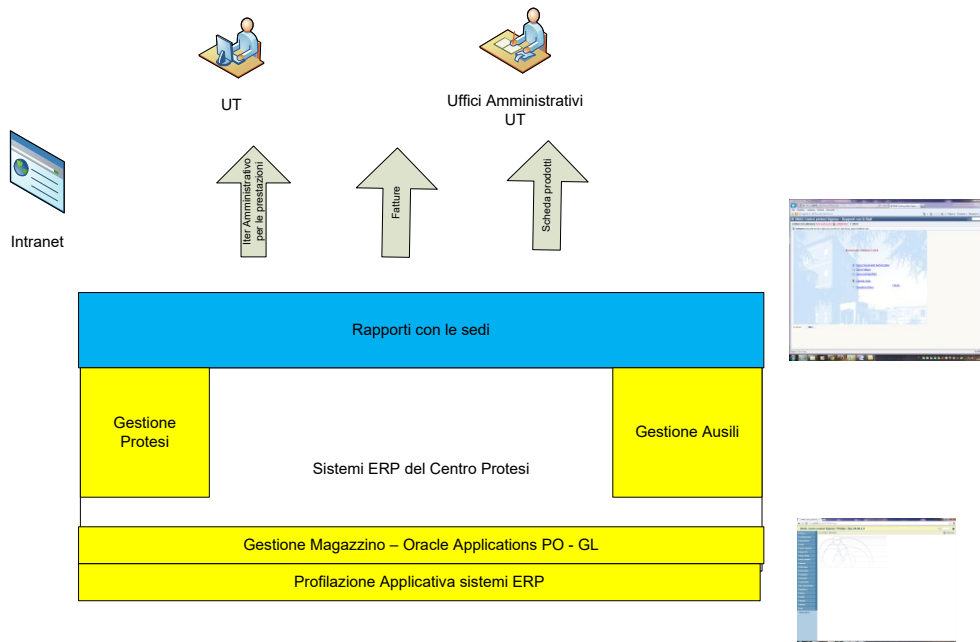 UT
Uffici Amministrativi
UT
Intranet
Iter Amministrativo
per le prestazioni
Fatture
Scheda prodotti
Rapporti con le sedi
Gestione
Protesi
Gestione Ausili
Sistemi ERP del Centro Protesi
Gestione Magazzino – Oracle Applications PO - GL
Profilazione Applicativa sistemi ERP